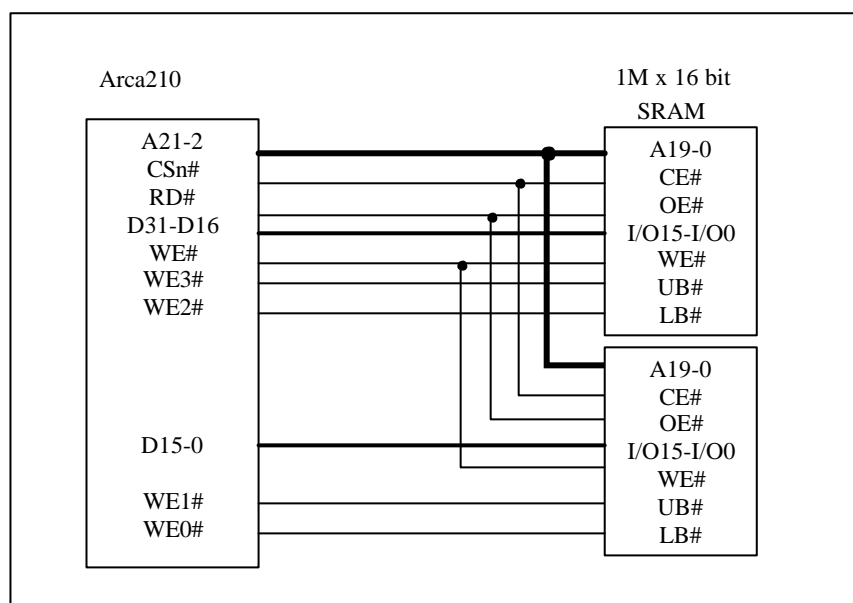 Arca210
A21-2
CSn#
RD#
D31-D16
WE#
WE3#
WE2#
D15-0
WE1#
WE0#
1M x 16 bit
SRAM
A19-0
CE#
OE#
I/O15-I/O0
WE#
UB#
LB#
A19-0
CE#
OE#
I/O15-I/O0
WE#
UB#
LB#